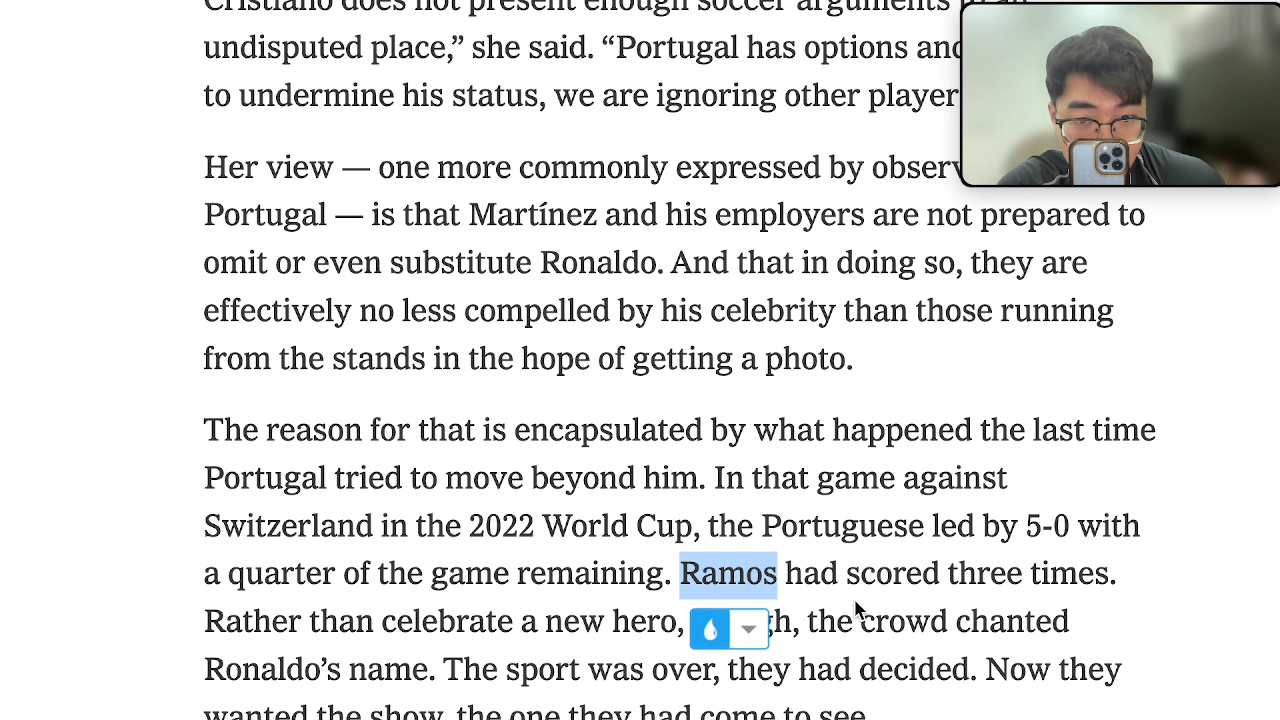 Cristiano does not present enough soccer arguments
undisputed place,” she said. “Portugal has options
to undermine his status, we are ignoring other
Her view — one more commonly expressed by
Portugal — is that Martínez and his employers are not prepared to
omit or even substitute Ronaldo. And that in doing so, they are
effectively no less compelled by his celebrity than those running
from the stands in the hope of getting a photo.
The reason for that is encapsulated by what happened the last time
Portugal tried to move beyond him. In that game against
Switzerland in the 2022 World Cup, the Portuguese led by 5-0 with
a quarter of the game remaining. Ramos had scored three times.
Rather than celebrate a new hero, the crowd chanted
Ronaldo’s name. The sport was over, they had decided. Now they
wanted the show, the one they had come to see.